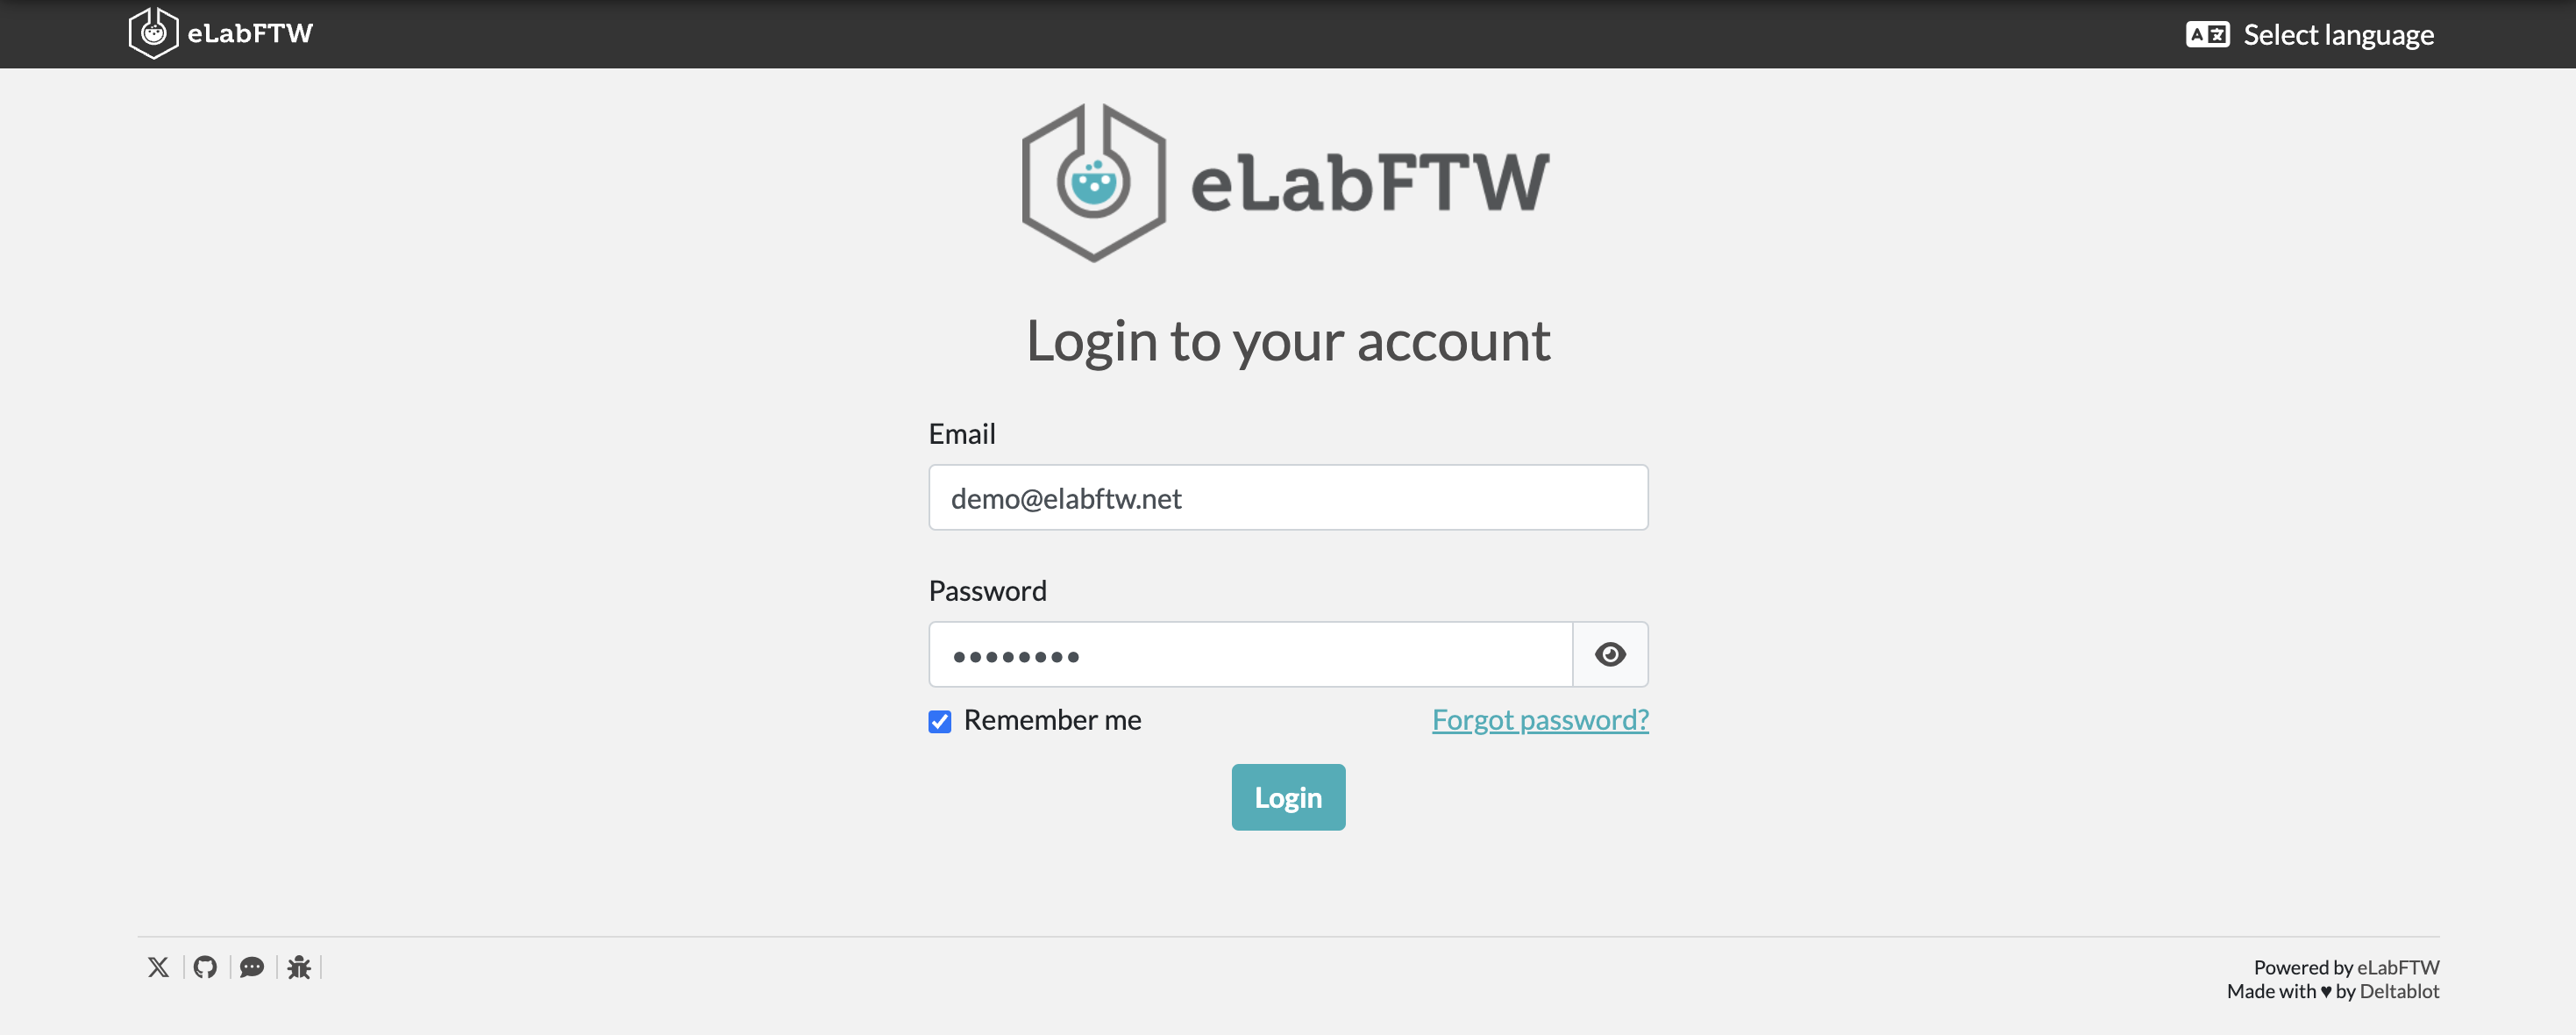 eLabFTW
Select language
eLabFTW
Login to your account
Email
demo@elabftw.net
Password
••••••••
Remember me
Forgot password?
Login
Powered by eLabFTW
Made with ♥ by Deltablot